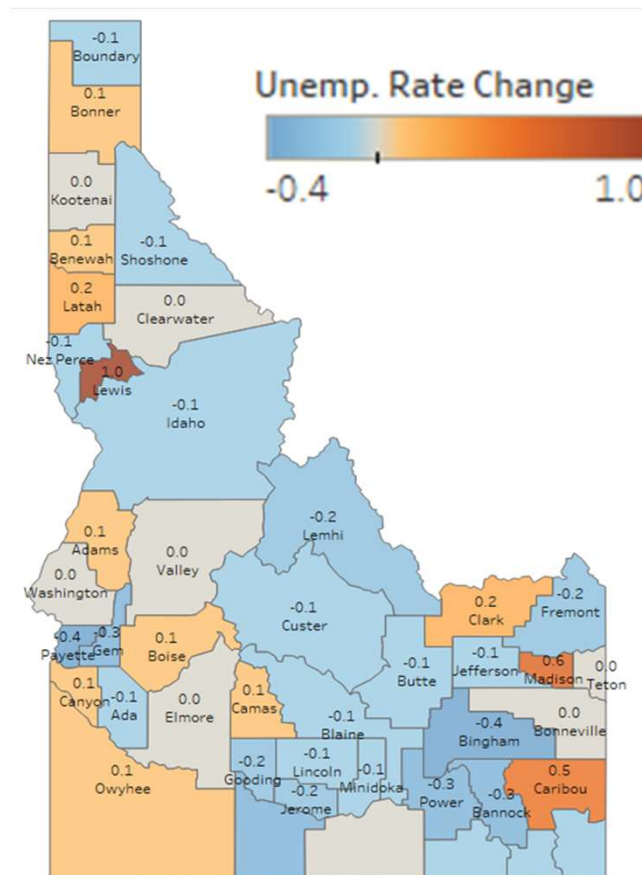 -0.1
Boundary
0.1
Bonner
Unemp. Rate Change
-0.4
1.0
0.0
Kootenai
0.1
Benewah
-0.1
Shoshone
0.2
Latah
0.0
Clearwater
-0.1
Nez Perce
1.0
Lewis
-0.1
Idaho
-0.2
Lemhi
0.1
Adams
0.0
Valley
0.0
Washington
-0.1
Custer
0.2
Clark
-0.2
Fremont
-0.4
Payette
-0.3
Gem
0.1
Boise
-0.1
Butte
-0.1
Jefferson
0.6
Madison
0.0
Teton
0.1
Canyon
-0.1
Ada
0.0
Elmore
0.1
Camas
-0.1
Blaine
-0.4
Bingham
0.0
Bonneville
0.1
Owyhee
-0.2
Gooding
-0.1
Lincoln
-0.1
Minidoka
-0.2
Jerome
-0.3
Power
-0.3
Bannock
0.5
Caribou